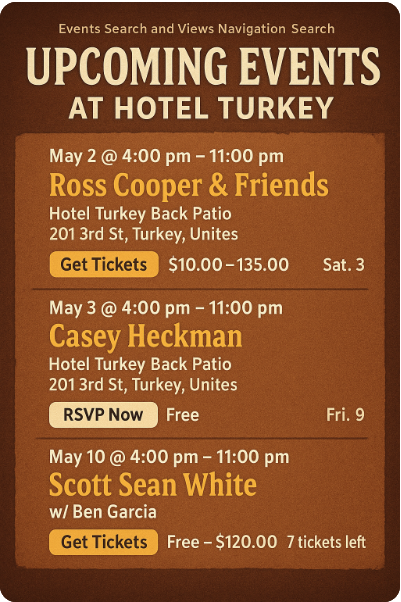 Events Search and Views Navigation Search
UPCOMING EVENTS
AT HOTEL TURKEY
May 2 @ 4:00 pm – 11:00 pm
Ross Cooper & Friends
Hotel Turkey Back Patio
201 3rd St, Turkey, Unites
Get Tickets $10.00–135.00 Sat. 3
May 3 @ 4:00 pm – 11:00 pm
Casey Heckman
Hotel Turkey Back Patio
201 3rd St, Turkey, Unites
RSVP Now Free Fri. 9
May 10 @ 4:00 pm – 11:00 pm
Scott Sean White
w/ Ben Garcia
Get Tickets Free – $120.00 7 tickets left